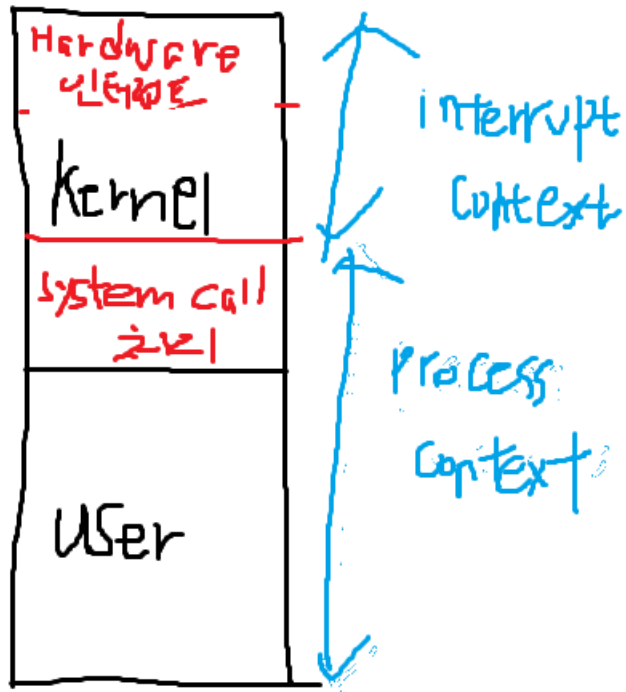 Hardware
인터럽트
kernel
system call
처리
user
interrupt
context
process
context